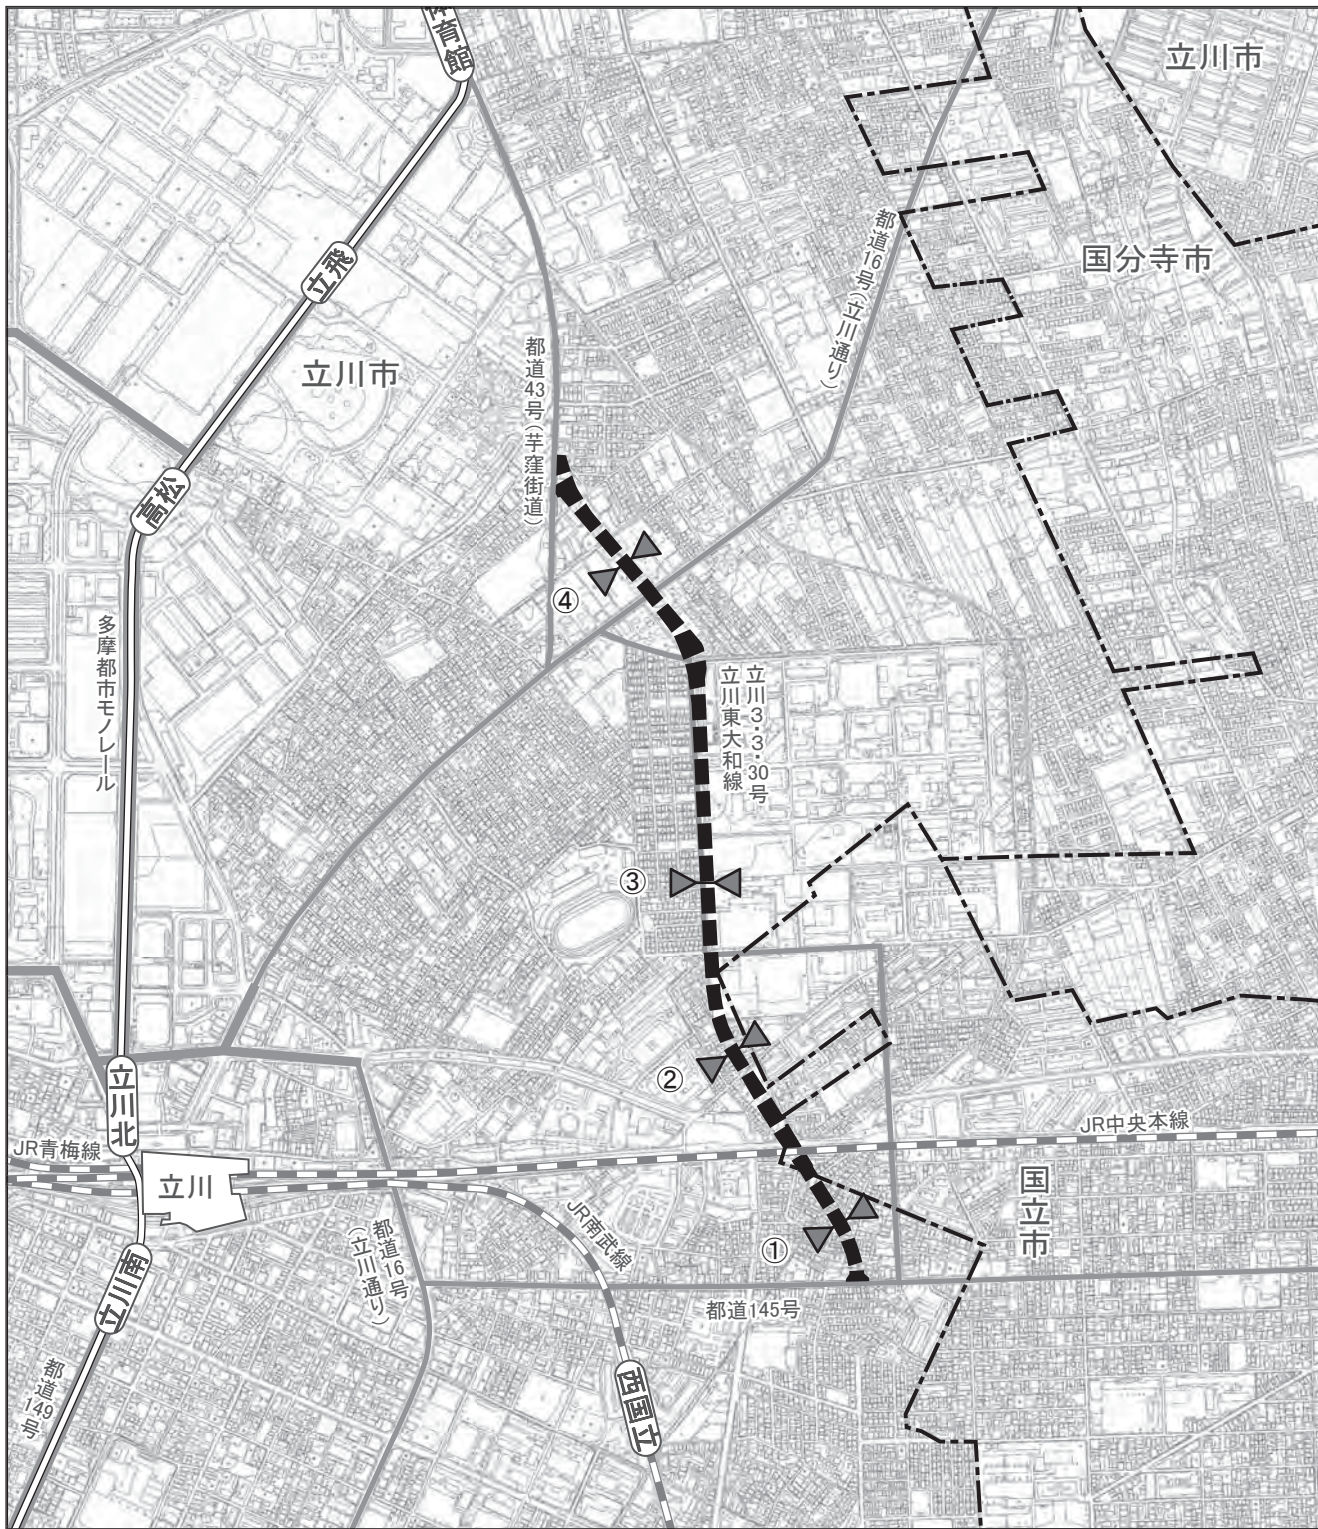 体育館
立川市
都道16号(立川通り)
国分寺市
立飛
立川市
都道43号(芋窪街道)
高松
④
多摩都市モノレール
立川3・3・30号
立川東大和線
③
②
立川北
JR青梅線
JR中央本線
立川
国立市
JR南武線
都道16号
(立川通り)
①
立川南
都道145号
都道149号
西国立